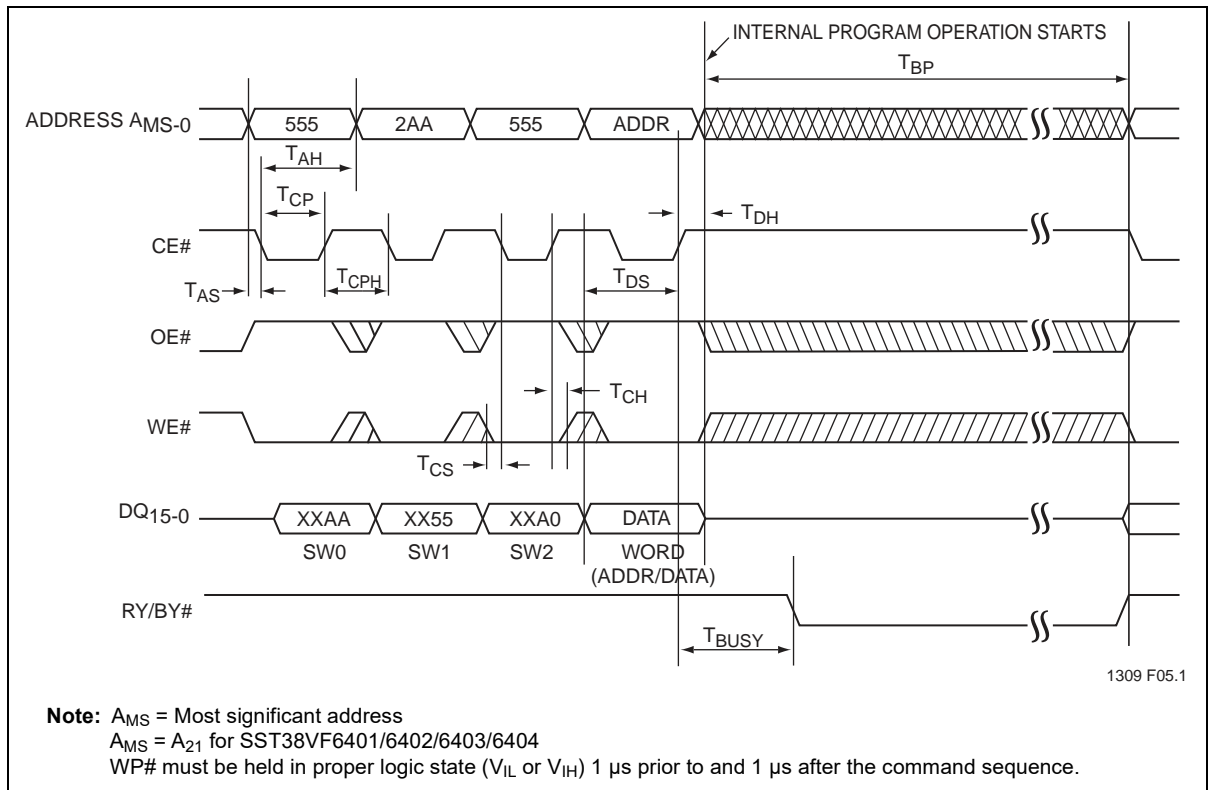 INTERNAL PROGRAM OPERATION STARTS
TBP
ADDRESS AMS-0
555
2AA
555
ADDR
TAH
TCP
TDH
CE#
TCPH
TDS
TAS
OE#
TCH
WE#
TCS
DQ15-0
XXAA
XX55
XXA0
DATA
SW0
SW1
SW2
WORD
(ADDR/DATA)
RY/BY#
TBUSY
1309 F05.1
Note: AMS = Most significant address
AMS = A21 for SST38VF6401/6402/6403/6404
WP# must be held in proper logic state (VIL or VIH) 1 µs prior to and 1 µs after the command sequence.